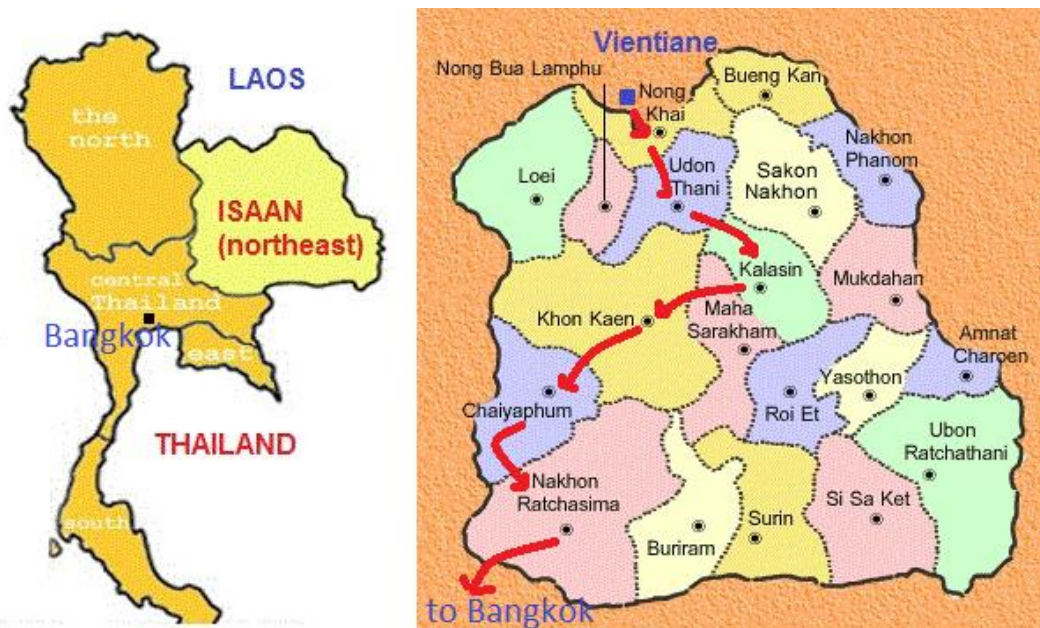 LAOS
the
north
ISAAN
(northeast)
central
Thailand
Bangkok
east
THAILAND
south
Vientiane
Nong Bua Lamphu
Bueng Kan
Nong
Khai
Nakhon
Phanom
Udon
Thani
Sakon
Nakhon
Loei
Kalasin
Mukdahan
Khon Kaen
Maha
Sarakham
Amnat
Charoen
Yasothon
Chaiyaphum
Roi Et
Ubon
Ratchathani
Nakhon
Ratchasima
Si Sa Ket
Surin
Buriram
to Bangkok